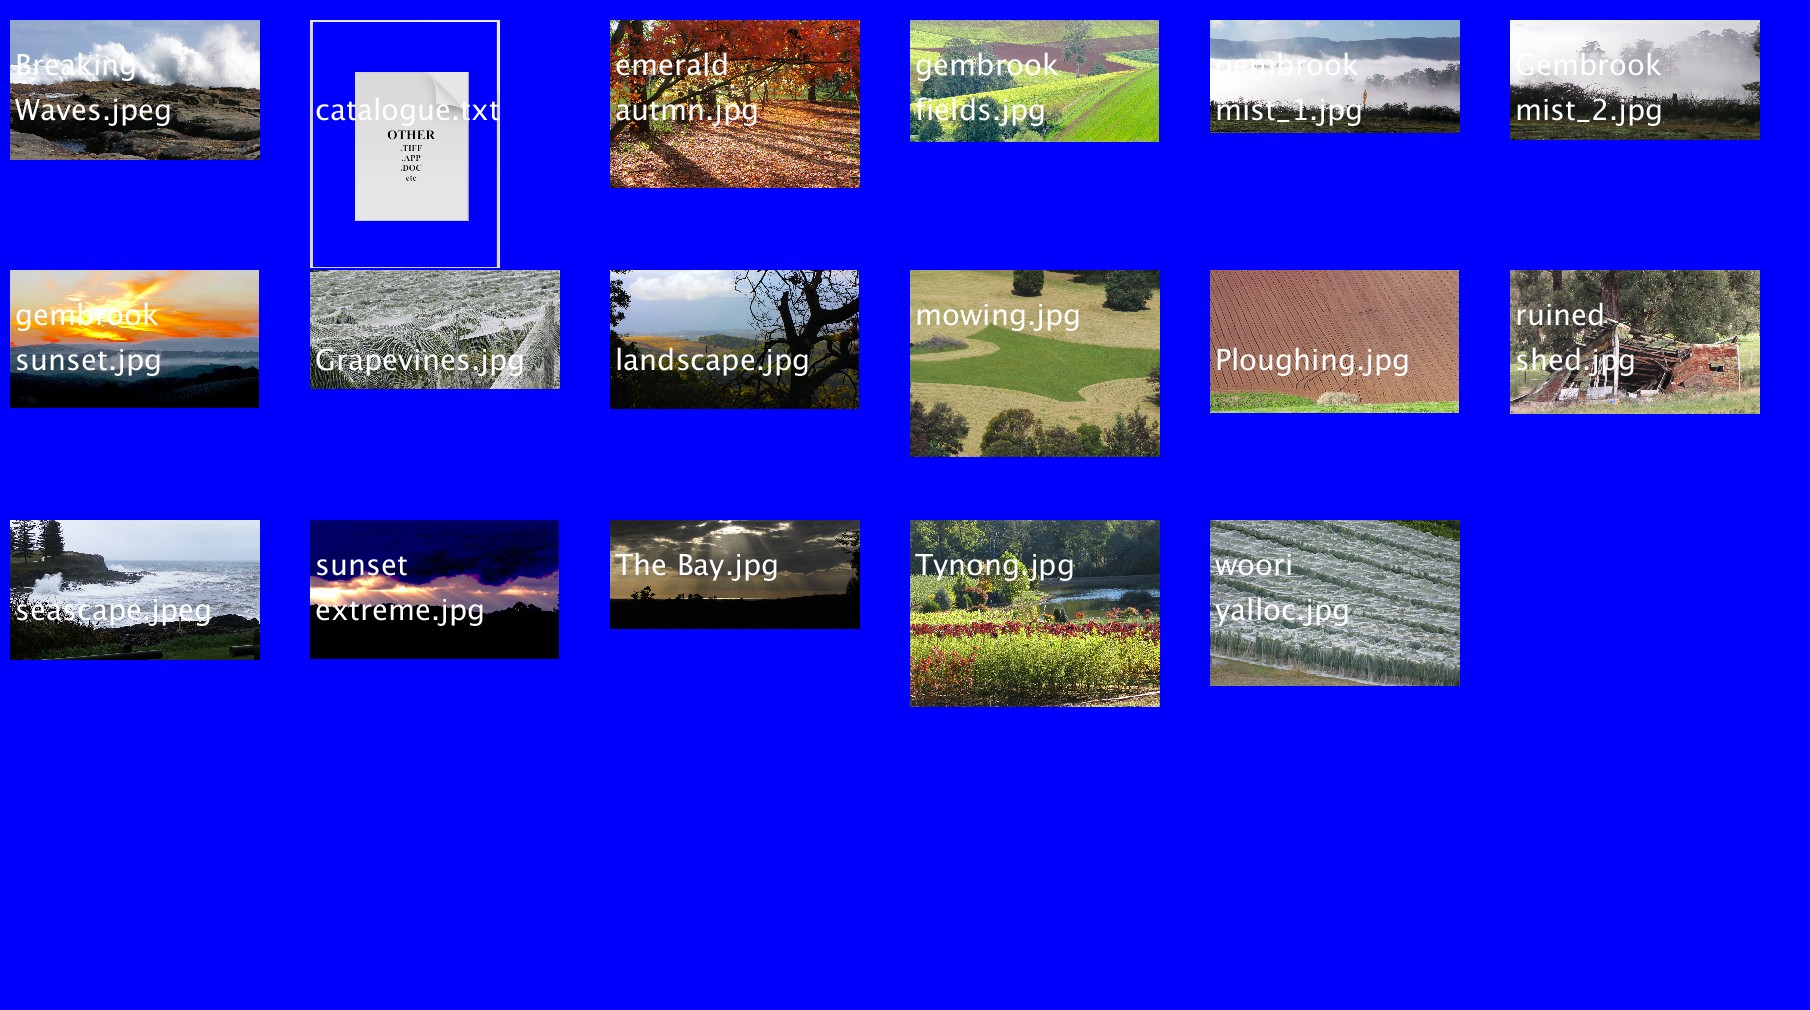 Breaking
Waves.jpeg
catalogue.txt
OTHER
.TIFF
.APP
.DOC
etc
emerald
autmn.jpg
gembrook
fields.jpg
gembrook
mist_1.jpg
Gembrook
mist_2.jpg
gembrook
sunset.jpg
Grapevines.jpg
landscape.jpg
mowing.jpg
Ploughing.jpg
ruined
shed.jpg
seascape.jpeg
sunset
extreme.jpg
The Bay.jpg
Tynong.jpg
woori
yalloc.jpg